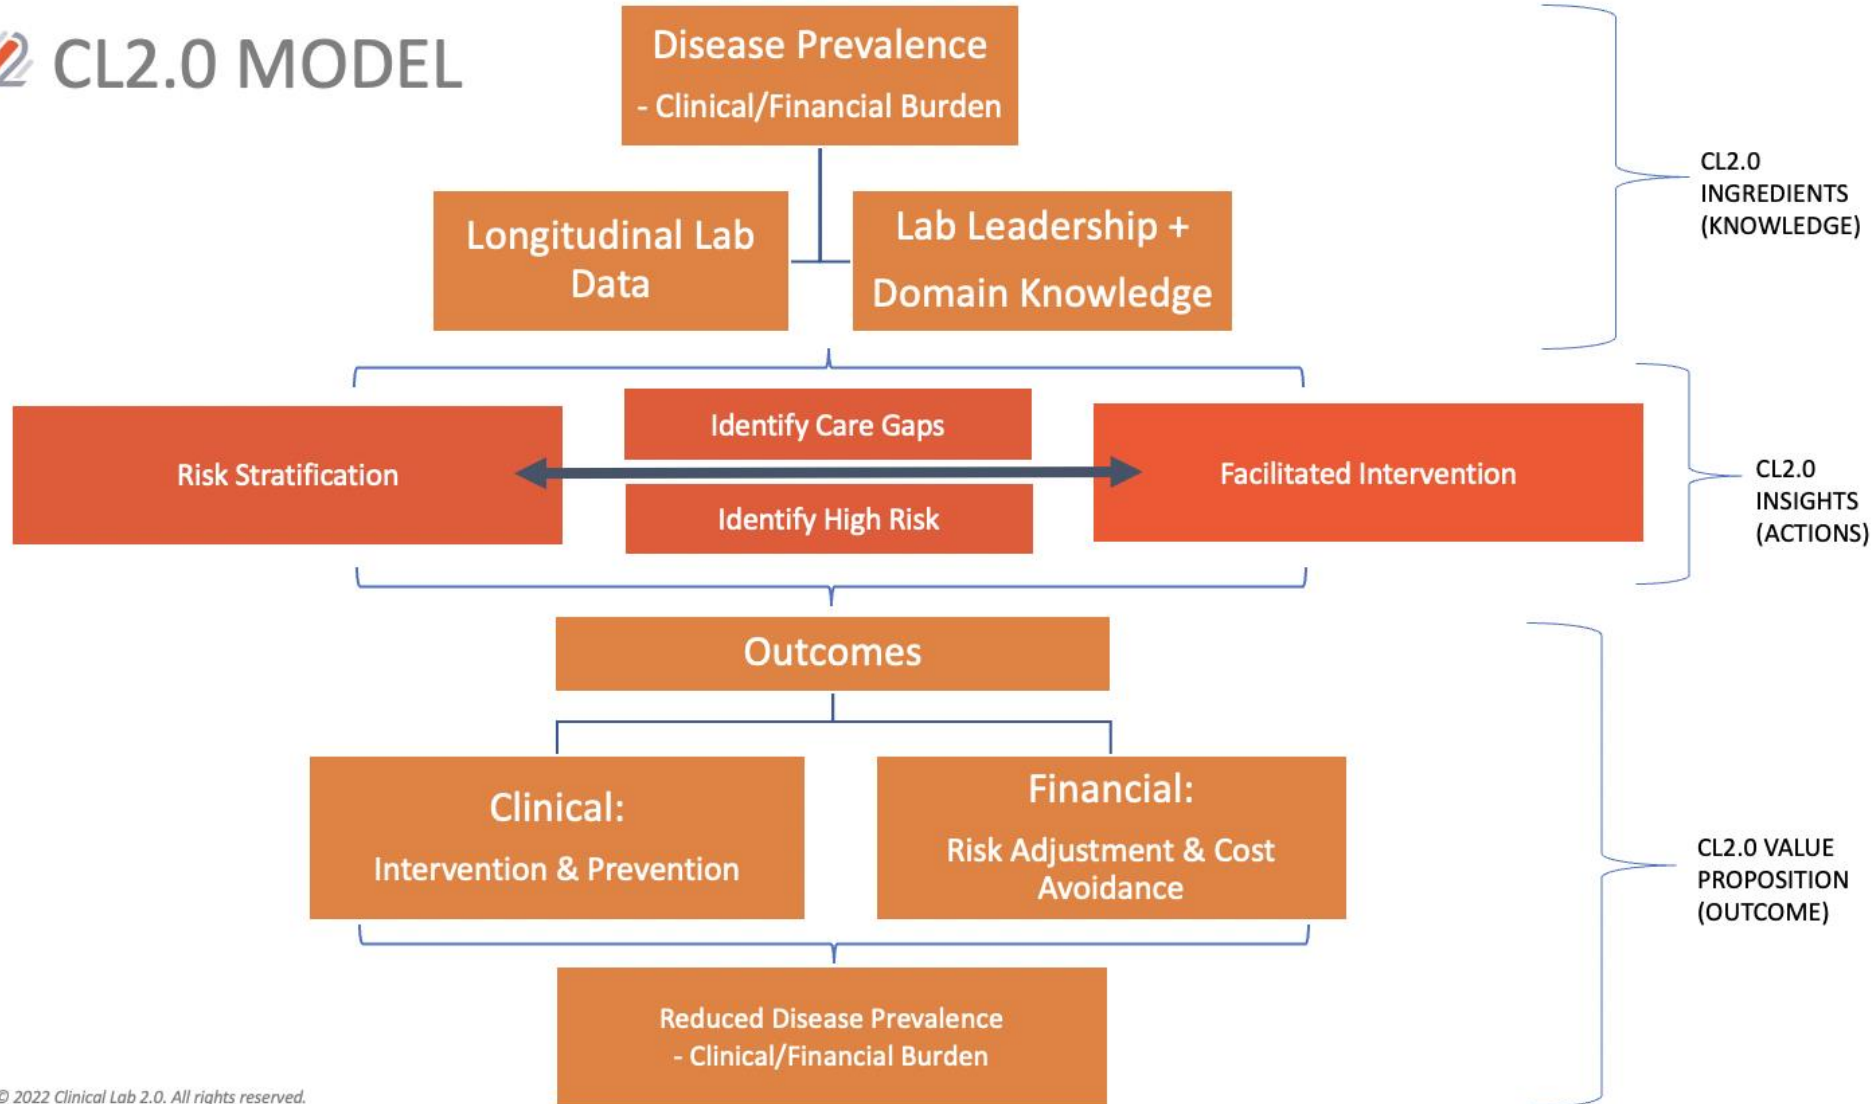 CL2.0 MODEL
Disease Prevalence
- Clinical/Financial Burden
Longitudinal Lab
Data
Lab Leadership +
Domain Knowledge
CL2.0
INGREDIENTS
(KNOWLEDGE)
Risk Stratification
Identify Care Gaps
Identify High Risk
Facilitated Intervention
CL2.0
INSIGHTS
(ACTIONS)
Outcomes
Clinical:
Intervention & Prevention
Financial:
Risk Adjustment & Cost
Avoidance
CL2.0 VALUE
PROPOSITION
(OUTCOME)
Reduced Disease Prevalence
- Clinical/Financial Burden
© 2022 Clinical Lab 2.0. All rights reserved.